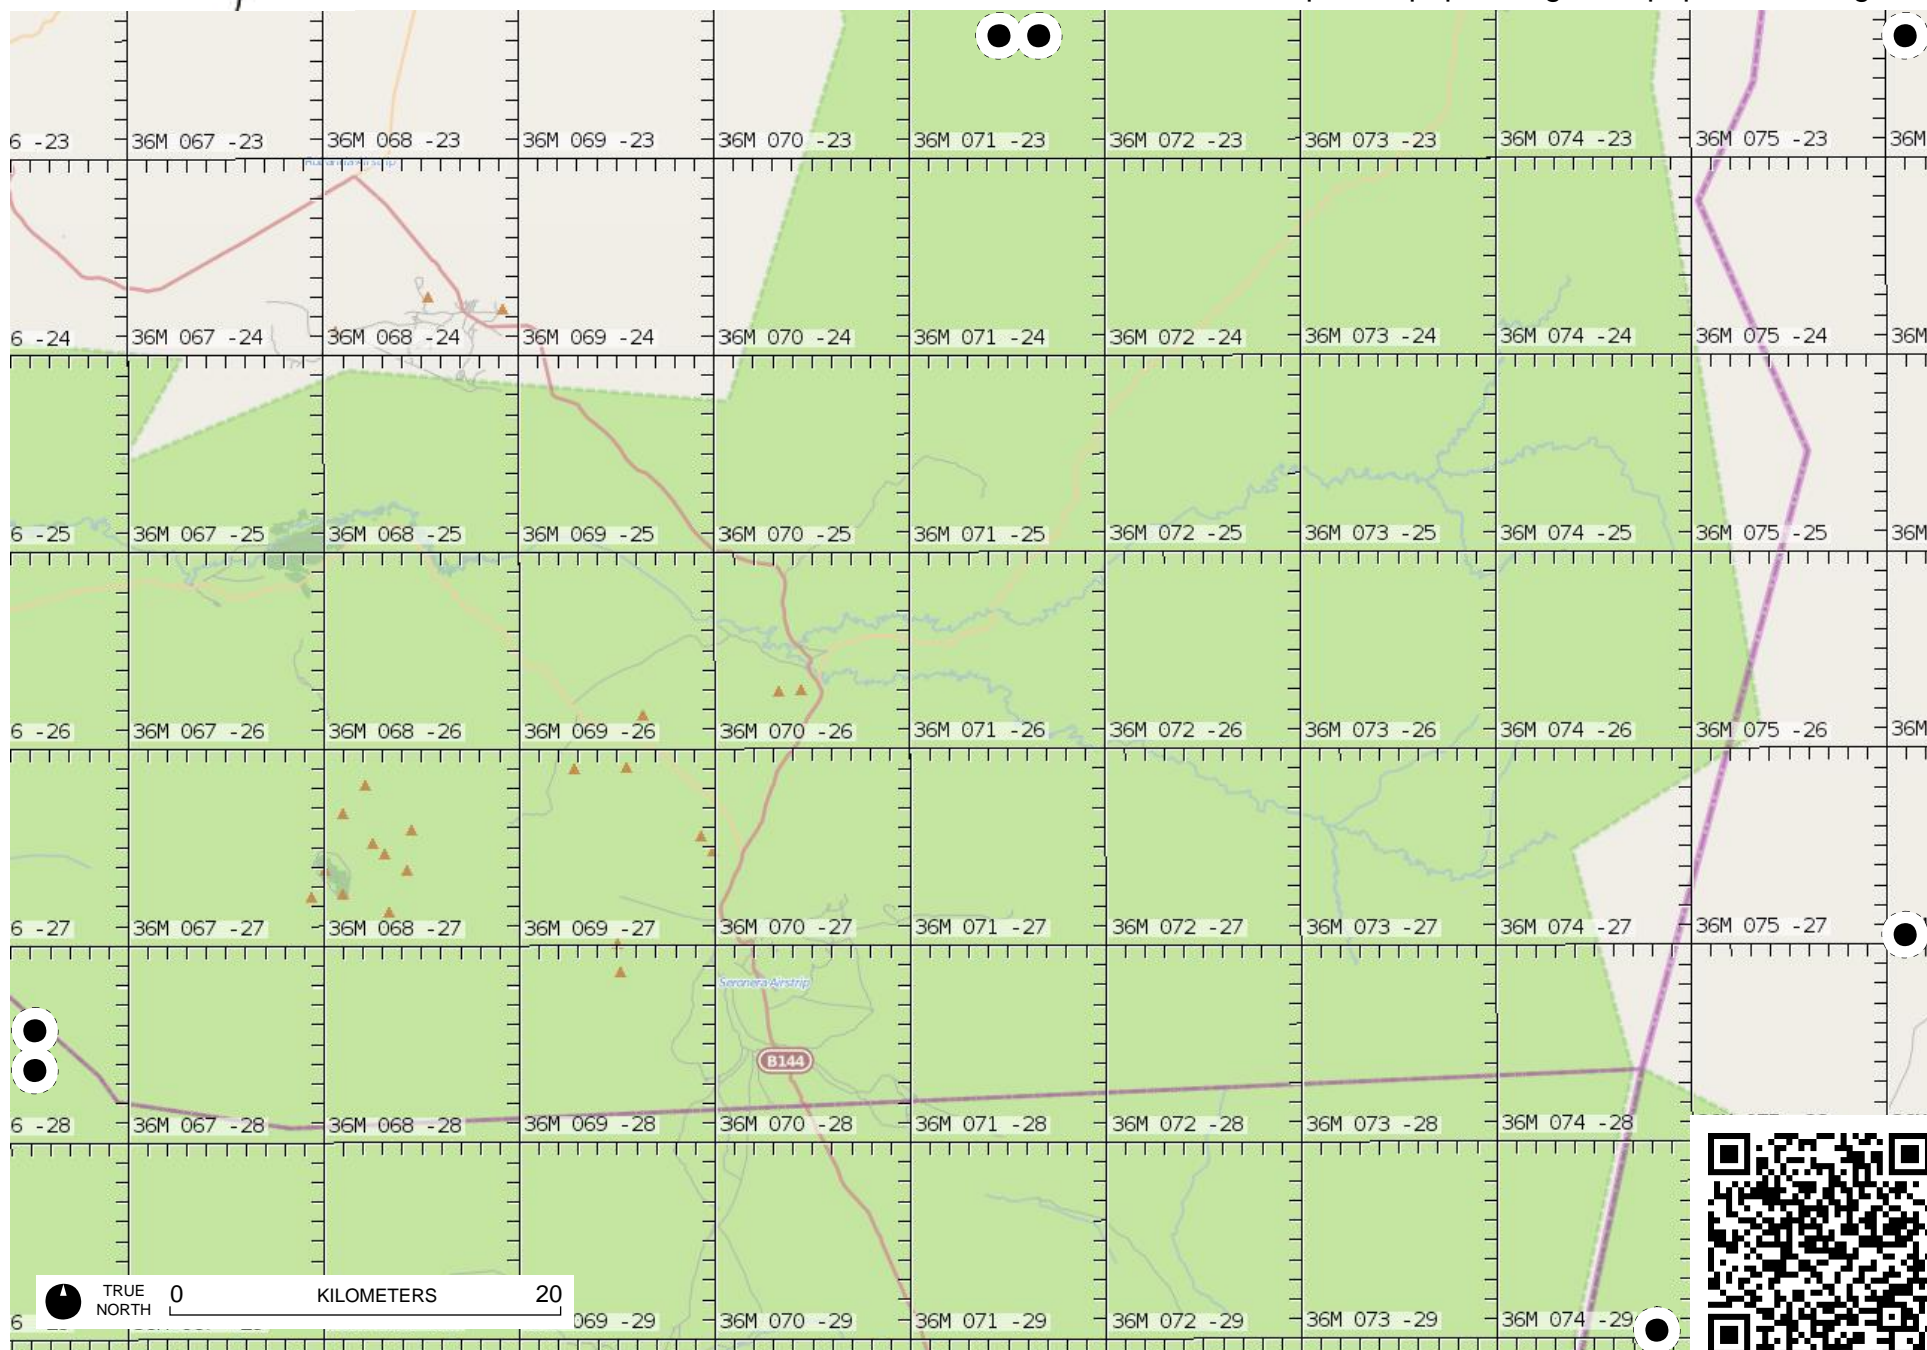 6 -23 36M 067 -23 36M 068 -23 36M 069 -23 36M 070 -23 36M 071 -23 36M 072 -23 36M 073 -23 36M 074 -23 36M 075 -23 36M
6 -24 36M 067 -24 36M 068 -24 36M 069 -24 36M 070 -24 36M 071 -24 36M 072 -24 36M 073 -24 36M 074 -24 36M 075 -24 36M
6 -25 36M 067 -25 36M 068 -25 36M 069 -25 36M 070 -25 36M 071 -25 36M 072 -25 36M 073 -25 36M 074 -25 36M 075 -25 36M
6 -26 36M 067 -26 36M 068 -26 36M 069 -26 36M 070 -26 36M 071 -26 36M 072 -26 36M 073 -26 36M 074 -26 36M 075 -26 36M
6 -27 36M 067 -27 36M 068 -27 36M 069 -27 36M 070 -27 36M 071 -27 36M 072 -27 36M 073 -27 36M 074 -27 36M 075 -27
Seronera Airstrip
B144
6 -28 36M 067 -28 36M 068 -28 36M 069 -28 36M 070 -28 36M 071 -28 36M 072 -28 36M 073 -28 36M 074 -28
069 -29 36M 070 -29 36M 071 -29 36M 072 -29 36M 073 -29 36M 074 -29
TRUE NORTH 0 KILOMETERS 20